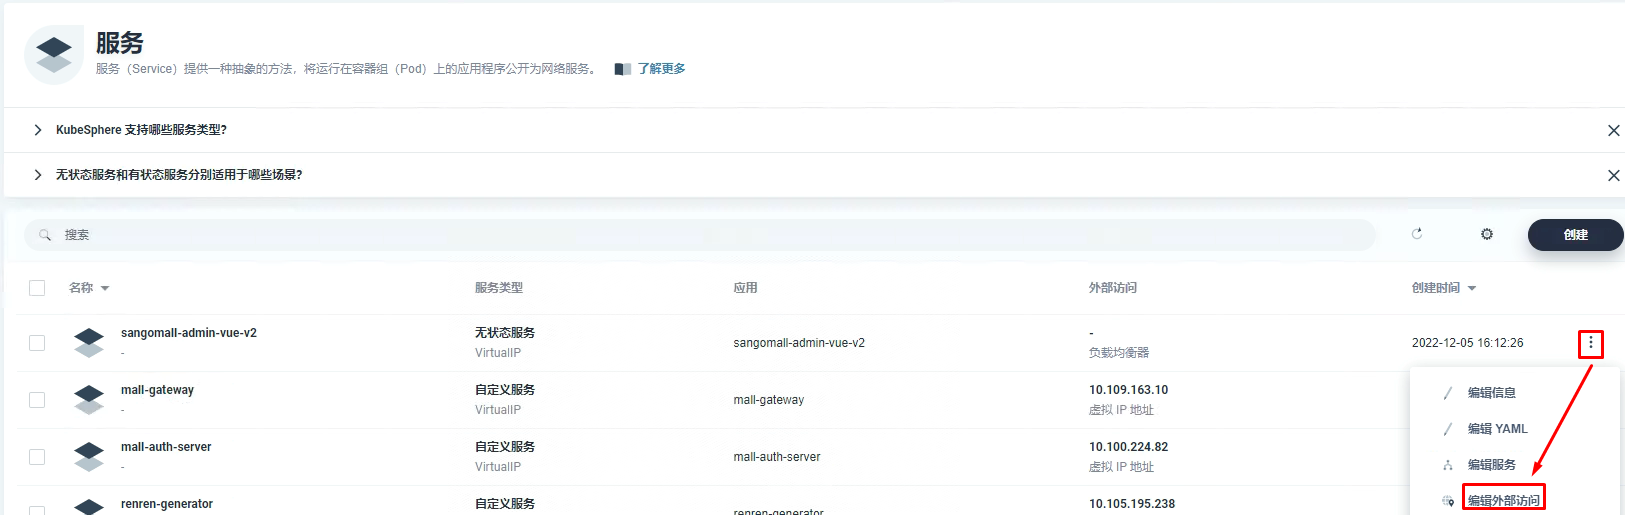 服务
服务（Service）提供一种抽象的方法，将运行在容器组（Pod）上的应用程序公开为网络服务。 了解更多
KubeSphere 支持哪些服务类型?
无状态服务和有状态服务分别适用于哪些场景?
搜索
创建
名称 服务类型 应用 外部访问 创建时间
sangomall-admin-vue-v2 无状态服务 sangomall-admin-vue-v2 - 2022-12-05 16:12:26
- VirtualIP 负载均衡器
mall-gateway 自定义服务 mall-gateway 10.109.163.10 编辑信息
- VirtualIP 虚拟 IP 地址
编辑 YAML
mall-auth-server 自定义服务 mall-auth-server 10.100.224.82
- VirtualIP 虚拟 IP 地址 编辑服务
renren-generator 自定义服务 renren-generator 10.105.195.238 编辑外部访问